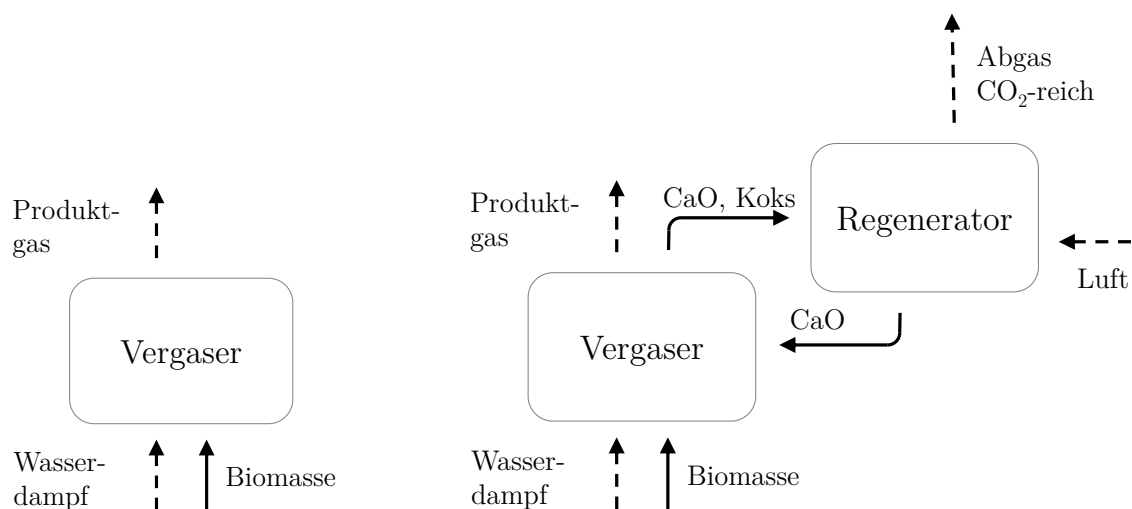 Produkt-
gas
Vergaser
Wasser-
dampf
Biomasse
Abgas
CO₂-reich
Produkt-
gas
CaO, Koks
Regenerator
Luft
CaO
Vergaser
Wasser-
dampf
Biomasse